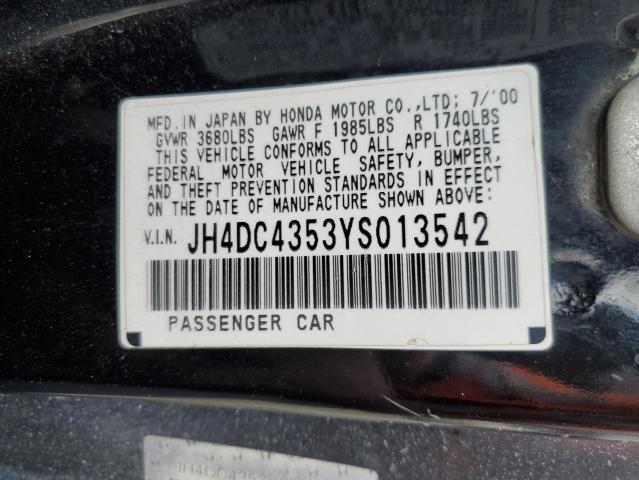 MFD.IN JAPAN BY HONDA MOTOR CO.,LTD; 7/'00
GVWR 3680LBS GAWR F 1985LBS R 1740LBS
THIS VEHICLE CONFORMS TO ALL APPLICABLE
FEDERAL MOTOR VEHICLE SAFETY, BUMPER,
AND THEFT PREVENTION STANDARDS IN EFFECT
ON THE DATE OF MANUFACTURE SHOWN ABOVE:
V.I.N. JH4DC4353YS013542
PASSENGER CAR
JH4DC4353